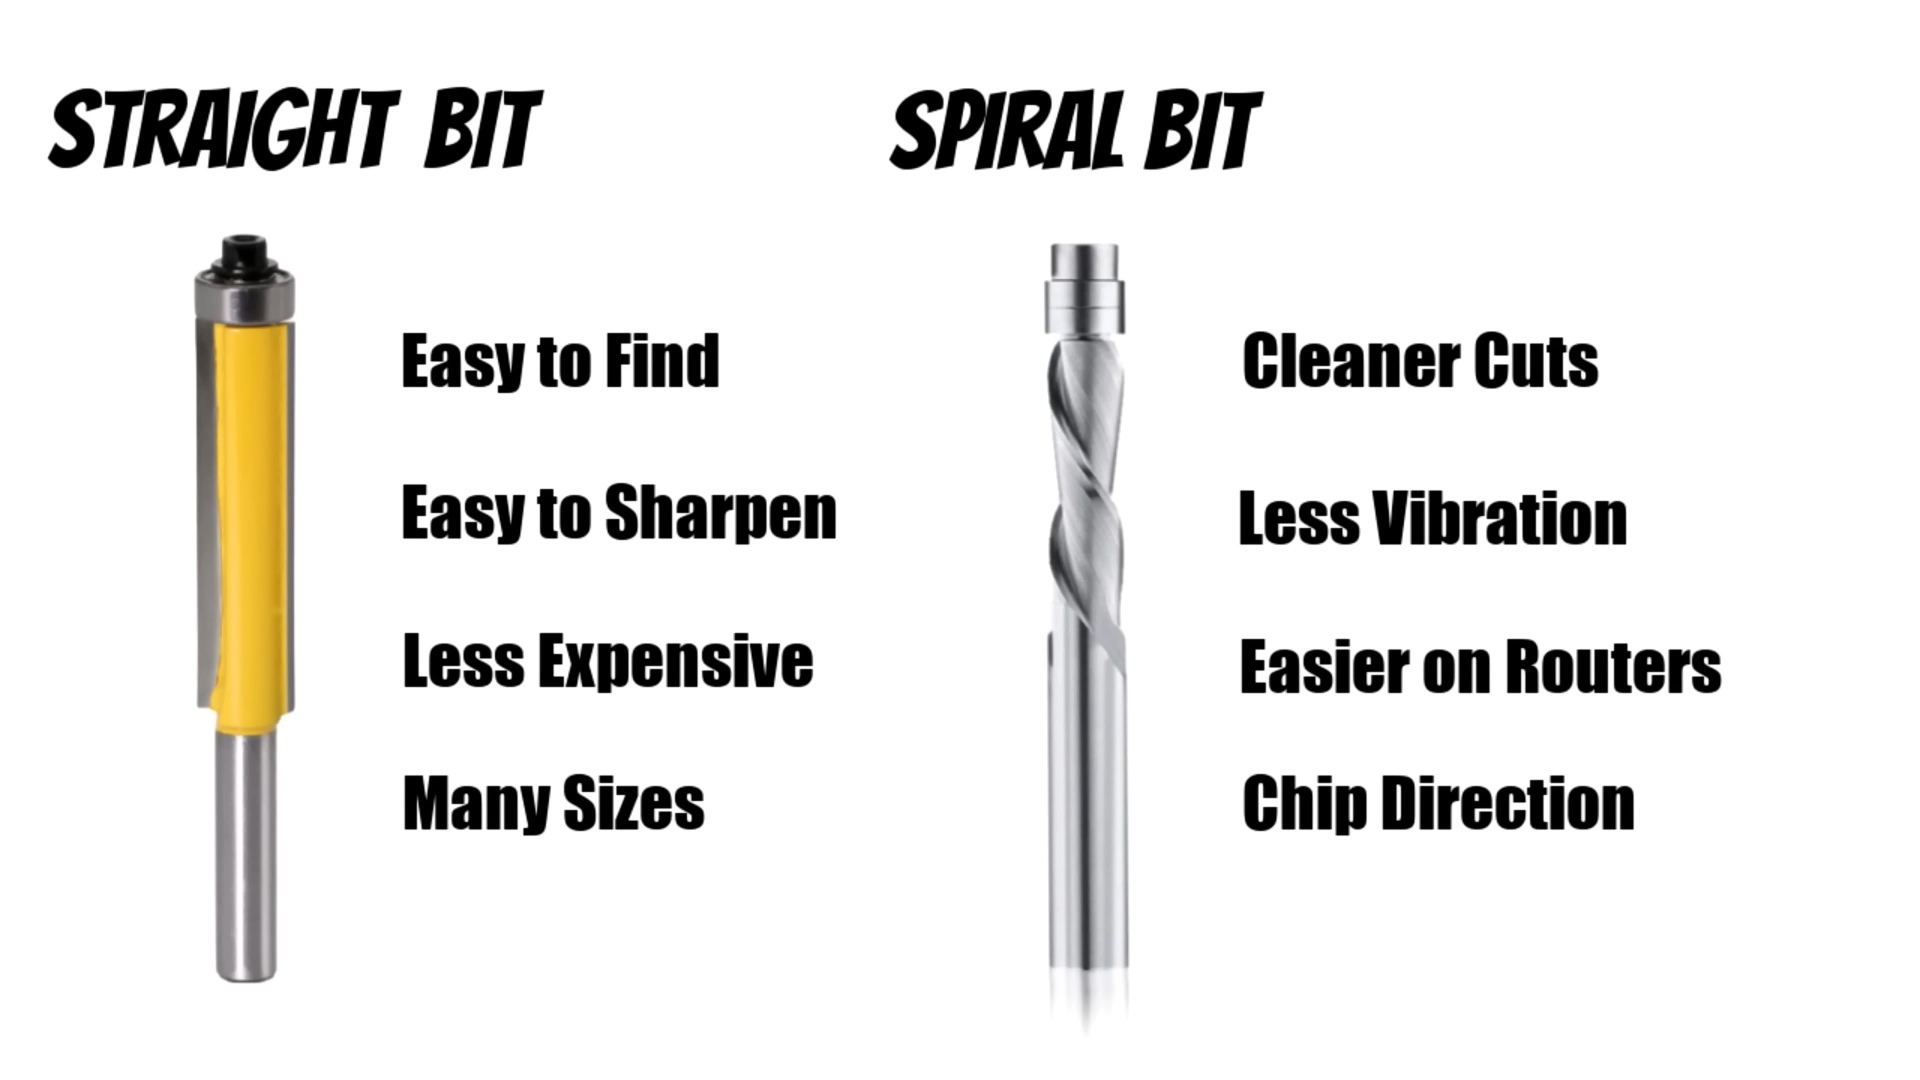 STRAIGHT BIT
Easy to Find
Easy to Sharpen
Less Expensive
Many Sizes
SPIRAL BIT
Cleaner Cuts
Less Vibration
Easier on Routers
Chip Direction